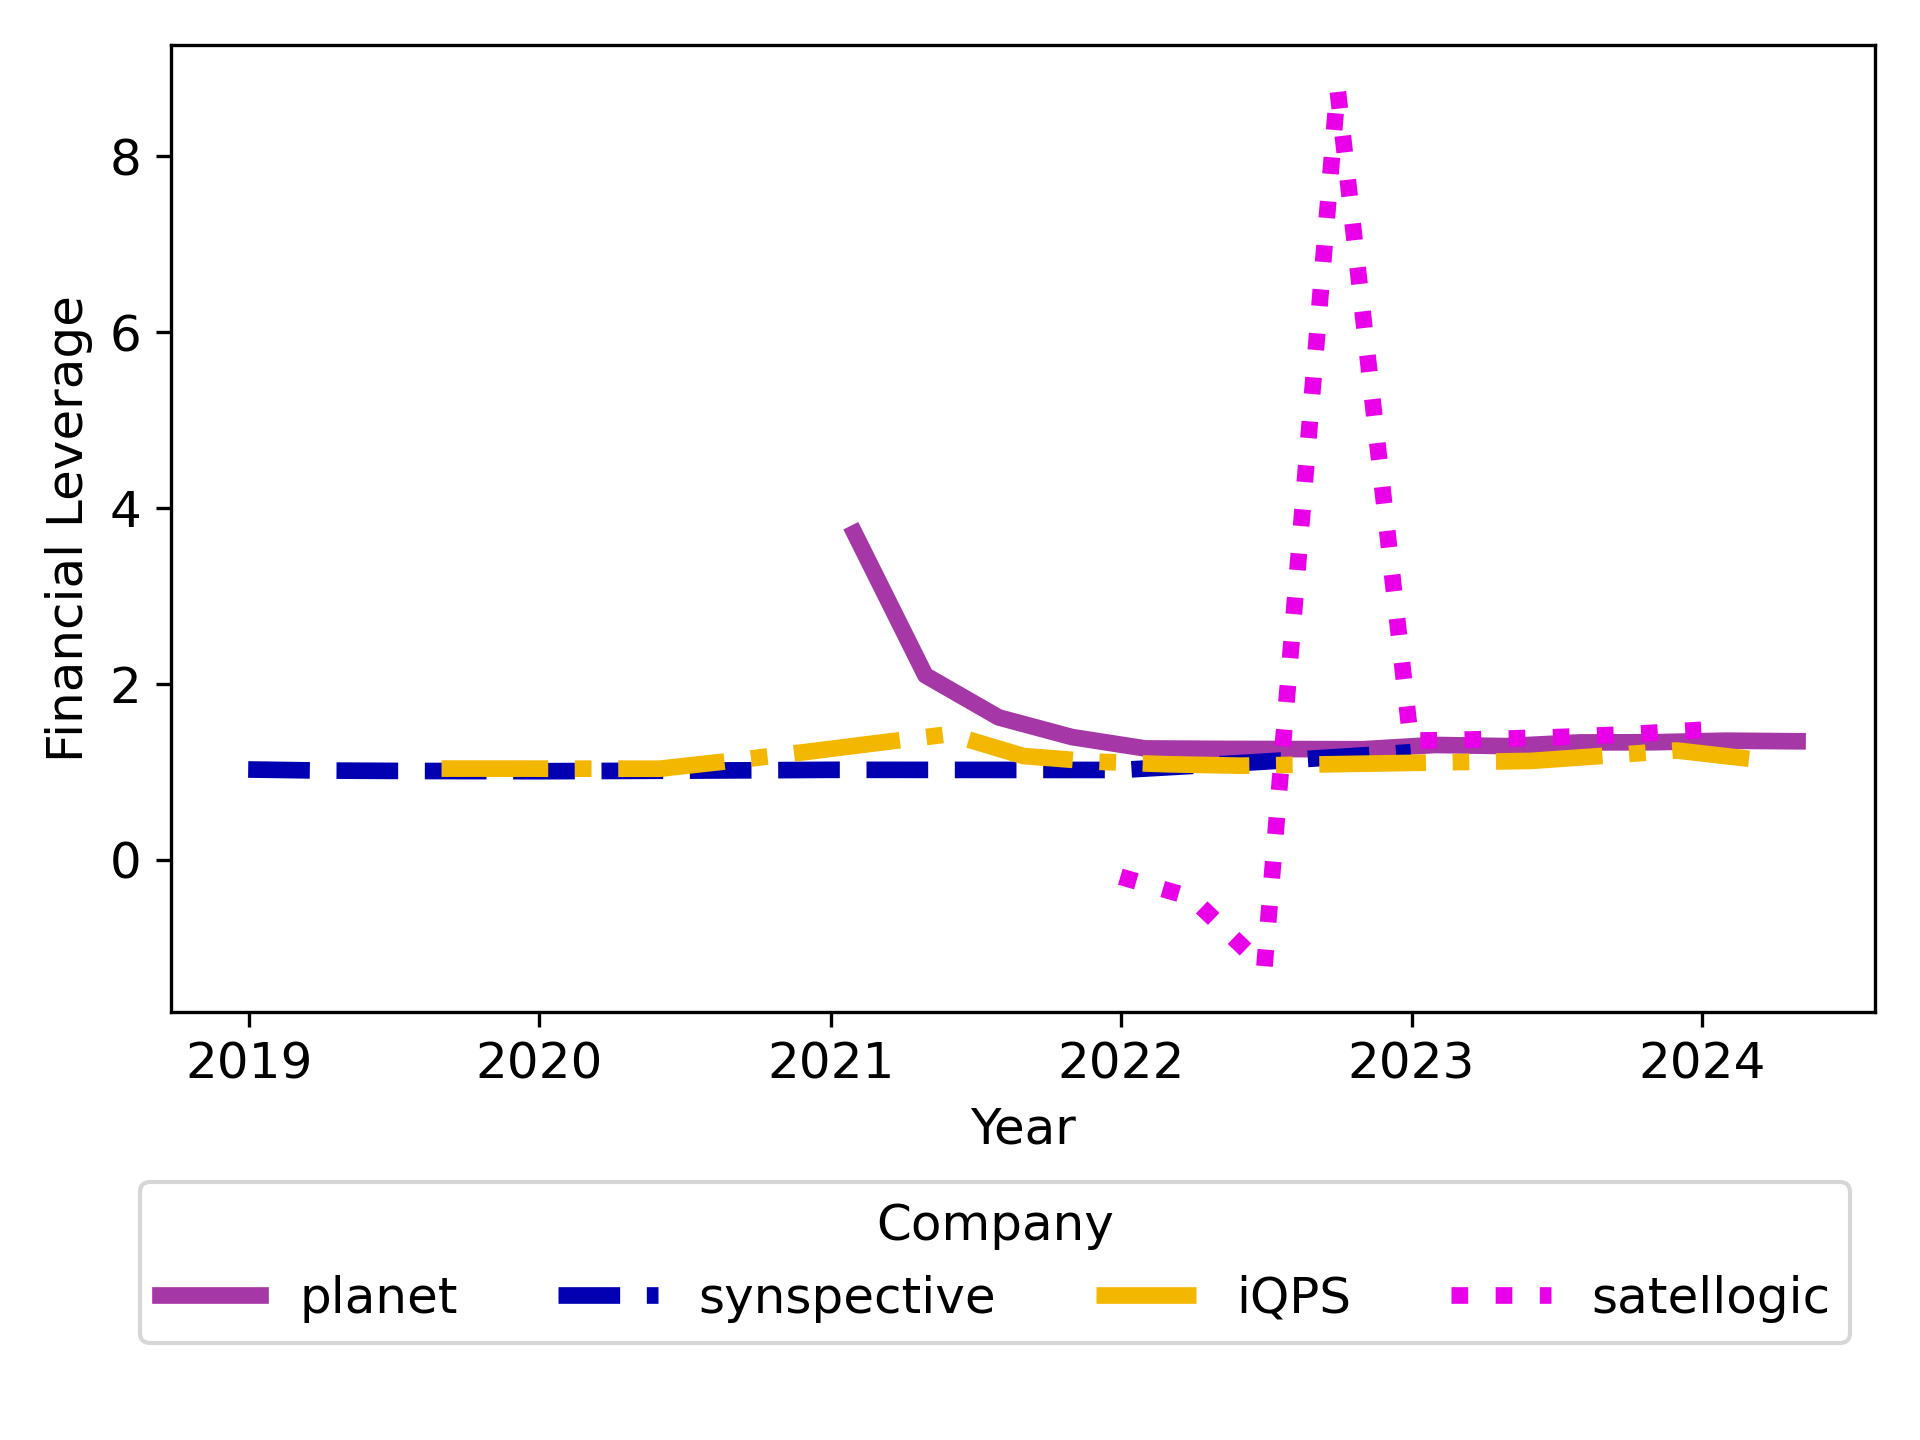 8
6
4
2
0
Financial Leverage
2019 2020 2021 2022 2023 2024
Year
Company
planet synspective iQPS satellogic